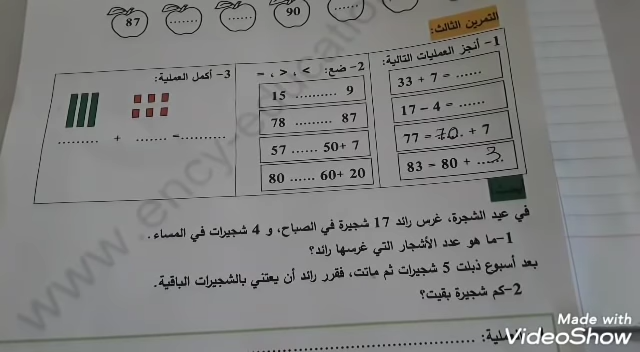 87 ........ ........ 90 ........
التمرين الثالث:
1- أنجز العمليات التالية:
33 + 7 = ......
17 - 4 = ......
77 = 70 + 7
83 = 80 + 3
2- ضع: > ، < ، =
15 .......... 9
78 .......... 87
57 ...... 50+ 7
80 ...... 60+ 20
3- أكمل العملية:
.......... + ........ =..........
في عيد الشجرة، غرس رائد 17 شجيرة في الصباح، و 4 شجيرات في المساء.
1-ما هو عدد الأشجار التي غرسها رائد؟
بعد أسبوع ذبلت 5 شجيرات ثم ماتت، فقرر رائد أن يعتني بالشجيرات الباقية.
2-كم شجيرة بقيت؟
www.ency-education
Made with
VideoShow